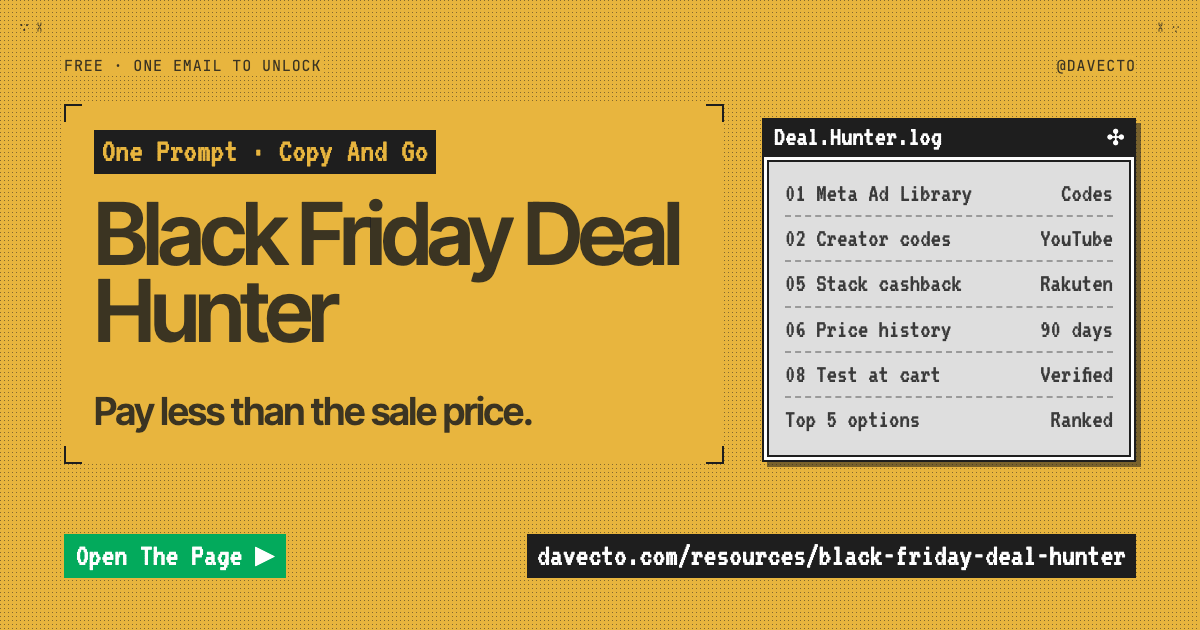 FREE · ONE EMAIL TO UNLOCK
@DAVECTO
One Prompt · Copy And Go
Black Friday Deal
Hunter
Pay less than the sale price.
Deal.Hunter.log
01 Meta Ad Library Codes
02 Creator codes YouTube
05 Stack cashback Rakuten
06 Price history 90 days
08 Test at cart Verified
Top 5 options Ranked
Open The Page ▶
davecto.com/resources/black-friday-deal-hunter